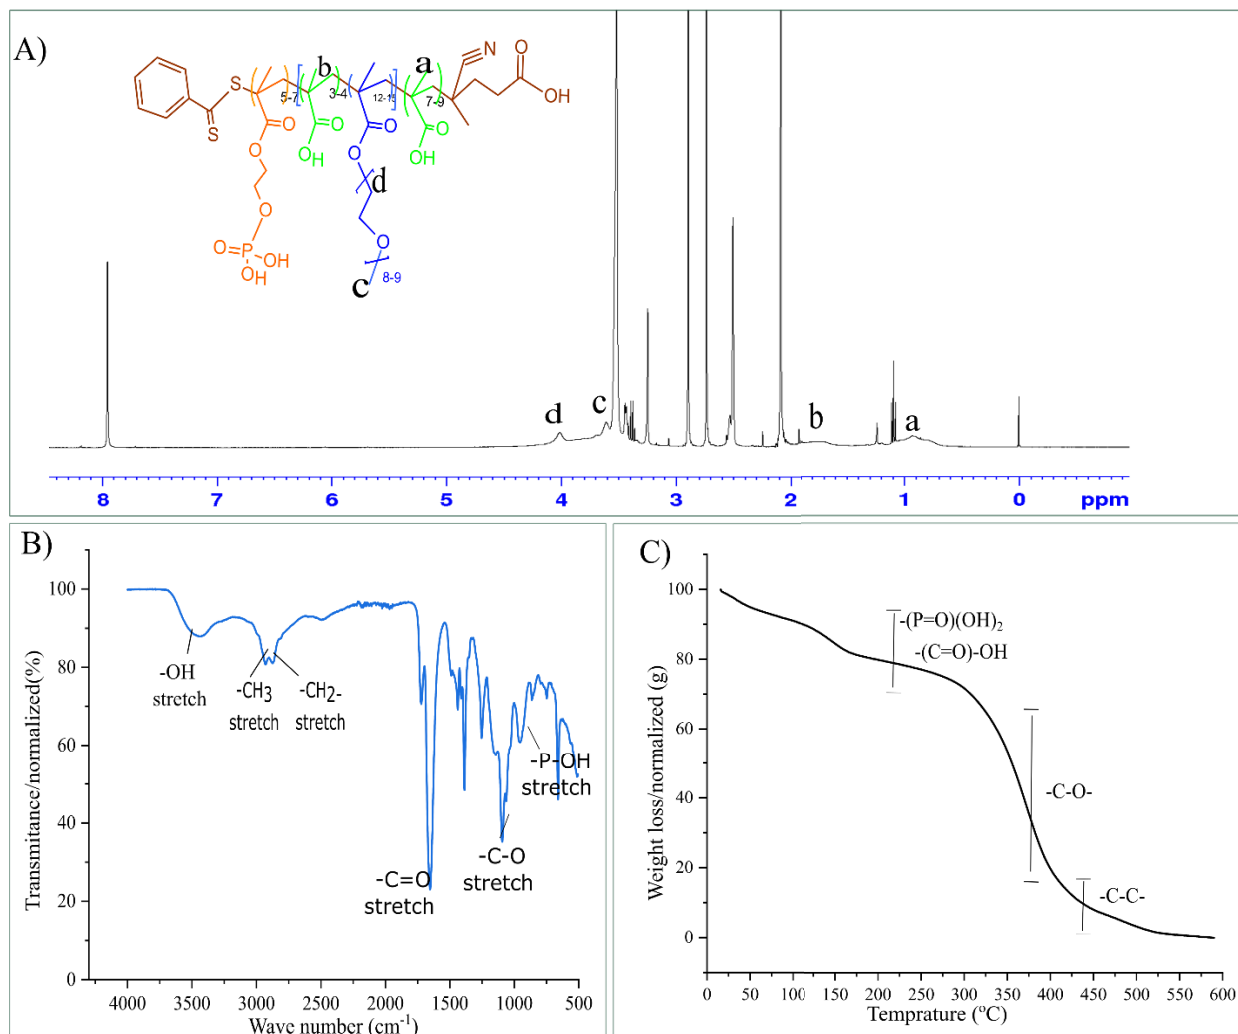 A)
N
O
OH
b
a
S
S
5-7
3-4
12-15
7-9
O
O
OH
O
O
O
OH
O
P
OH
OH
O
d
O
8-9
c
d
c
b
a
8
7
6
5
4
3
2
1
0
ppm
B)
Transmitance/normalized(%)
100
80
60
40
20
0
-OH
stretch
-CH3
stretch
-CH2-
stretch
-C=O
stretch
-C-O
stretch
-P-OH
stretch
4000 3500 3000 2500 2000 1500 1000 500
Wave number (cm-1)
C)
Weight loss/normalized (g)
100
80
60
40
20
0
-(P=O)(OH)2
-(C=O)-OH
-C-O-
-C-C-
0 50 100 150 200 250 300 350 400 450 500 550 600
Temprature (ºC)